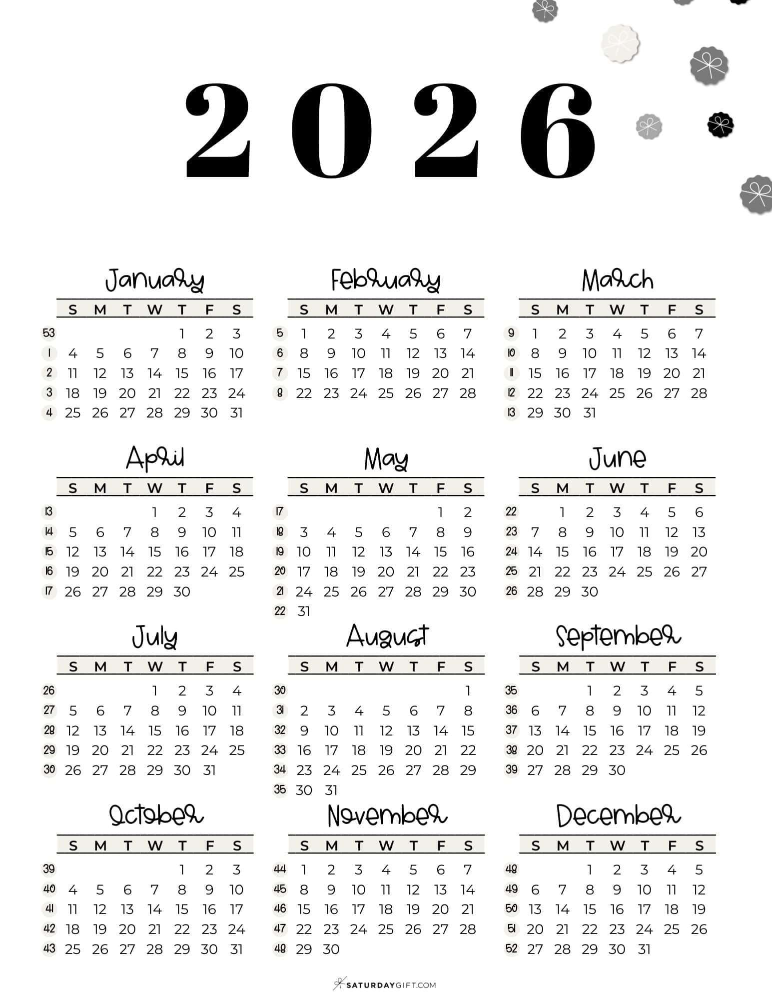 2026
January February March
S M T W T F S S M T W T F S S M T W T F S
53 1 2 3 5 1 2 3 4 5 6 7 9 1 2 3 4 5 6 7
1 4 5 6 7 8 9 10 6 8 9 10 11 12 13 14 10 8 9 10 11 12 13 14
2 11 12 13 14 15 16 17 7 15 16 17 18 19 20 21 11 15 16 17 18 19 20 21
3 18 19 20 21 22 23 24 8 22 23 24 25 26 27 28 12 22 23 24 25 26 27 28
4 25 26 27 28 29 30 31 13 29 30 31
April May June
S M T W T F S S M T W T F S S M T W T F S
13 1 2 3 4 17 1 2 22 1 2 3 4 5 6
14 5 6 7 8 9 10 11 18 3 4 5 6 7 8 9 23 7 8 9 10 11 12 13
15 12 13 14 15 16 17 18 19 10 11 12 13 14 15 16 24 14 15 16 17 18 19 20
16 19 20 21 22 23 24 25 20 17 18 19 20 21 22 23 25 21 22 23 24 25 26 27
17 26 27 28 29 30 21 24 25 26 27 28 29 30 26 28 29 30
22 31
July August September
S M T W T F S S M T W T F S S M T W T F S
26 1 2 3 4 30 1 35 1 2 3 4 5
27 5 6 7 8 9 10 11 31 2 3 4 5 6 7 8 36 6 7 8 9 10 11 12
28 12 13 14 15 16 17 18 32 9 10 11 12 13 14 15 37 13 14 15 16 17 18 19
29 19 20 21 22 23 24 25 33 16 17 18 19 20 21 22 38 20 21 22 23 24 25 26
30 26 27 28 29 30 31 34 23 24 25 26 27 28 29 39 27 28 29 30
35 30 31
October November December
S M T W T F S S M T W T F S S M T W T F S
39 1 2 3 44 1 2 3 4 5 6 7 48 1 2 3 4 5
40 4 5 6 7 8 9 10 45 8 9 10 11 12 13 14 49 6 7 8 9 10 11 12
41 11 12 13 14 15 16 17 46 15 16 17 18 19 20 21 50 13 14 15 16 17 18 19
42 18 19 20 21 22 23 24 47 22 23 24 25 26 27 28 51 20 21 22 23 24 25 26
43 25 26 27 28 29 30 31 48 29 30 52 27 28 29 30 31
SATURDAYGIFT.COM